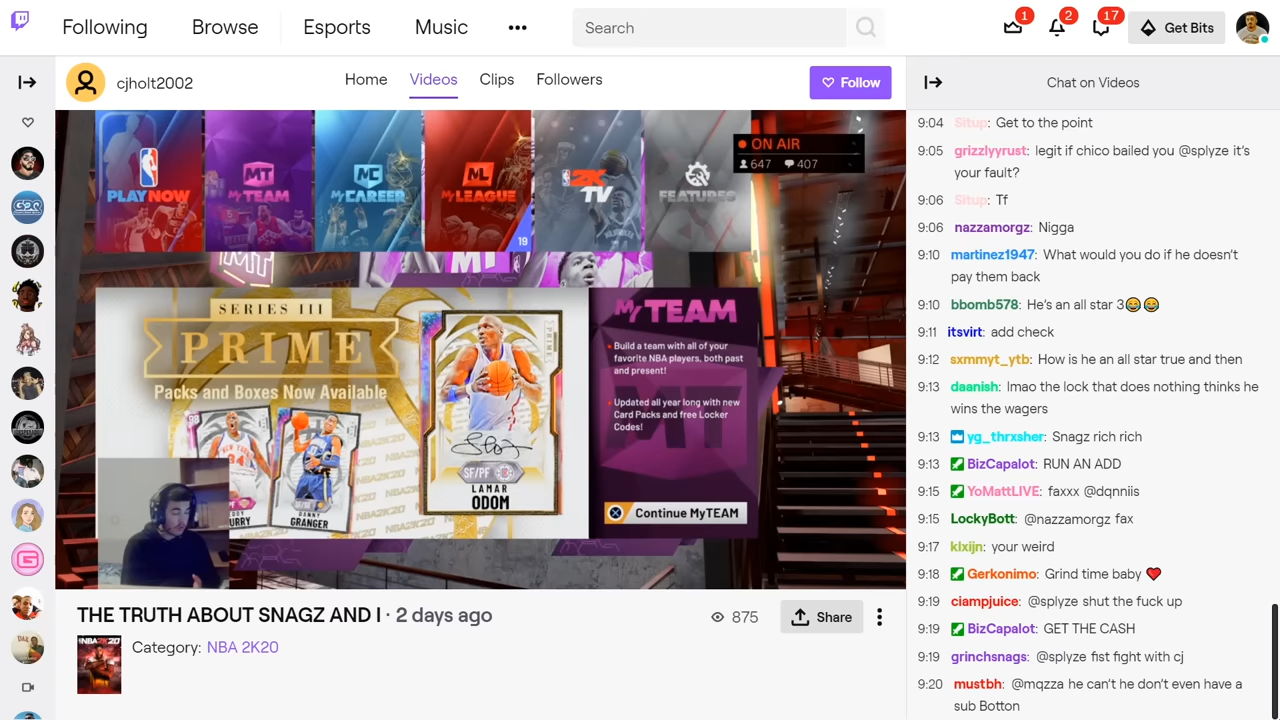 Following Browse Esports Music ••• Search 1 2 17 Get Bits
cjholt2002 Home Videos Clips Followers Follow
Chat on Videos
ON AIR
647 407
PLAY NOW
MT
MyTEAM
MC
MyCAREER
ML
MyLEAGUE
19
2K
TV
FEATURES
SERIES III
PRIME
Packs and Boxes Now Available
PRIME
SF/PF
LAMAR
ODOM
DANNY
GRANGER
MyTEAM
Build a team with all of your
favorite NBA players, both past
and present!
Updated all year long with new
Card Packs and free Locker
Codes!
Continue MyTEAM
THE TRUTH ABOUT SNAGZ AND I · 2 days ago
875 Share
NBA 2K20
Category: NBA 2K20
9:04 Situp: Get to the point
9:05 grizzlyyrust: legit if chico bailed you @splyze it's
your fault?
9:06 Situp: Tf
9:06 nazzamorgz: Nigga
9:10 martinez1947: What would you do if he doesn't
pay them back
9:10 bbomb578: He's an all star 3😂😂
9:11 itsvirt: add check
9:12 sxmmyt_ytb: How is he an all star true and then
9:13 daanish: lmao the lock that does nothing thinks he
wins the wagers
9:13 yg_thrxsher: Snagz rich rich
9:13 BizCapalot: RUN AN ADD
9:15 YoMattLIVE: faxxx @dqnniis
9:15 LockyBott: @nazzamorgz fax
9:17 klxijn: your weird
9:18 Gerkonimo: Grind time baby ❤
9:19 ciampjuice: @splyze shut the fuck up
9:19 BizCapalot: GET THE CASH
9:19 grinchsnags: @splyze fist fight with cj
9:20 mustbh: @mqzza he can't he don't even have a
sub Botton